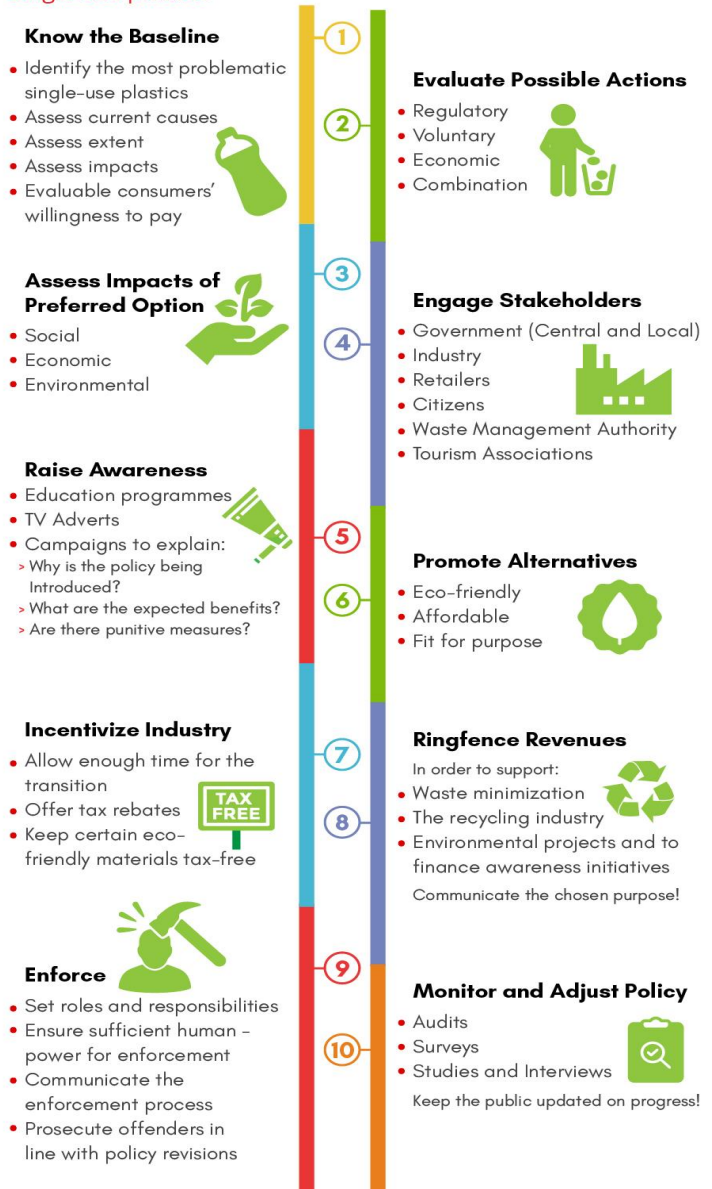 Know the Baseline
1
• Identify the most problematic
single-use plastics
• Assess current causes
• Assess extent
• Assess impacts
• Evaluable consumers'
willingness to pay
2
Evaluate Possible Actions
• Regulatory
• Voluntary
• Economic
• Combination
3
Assess Impacts of
Preferred Option
• Social
• Economic
• Environmental
4
Engage Stakeholders
• Government (Central and Local)
• Industry
• Retailers
• Citizens
• Waste Management Authority
• Tourism Associations
5
Raise Awareness
• Education programmes
• TV Adverts
• Campaigns to explain:
> Why is the policy being
Introduced?
> What are the expected benefits?
> Are there punitive measures?
6
Promote Alternatives
• Eco-friendly
• Affordable
• Fit for purpose
7
Incentivize Industry
• Allow enough time for the
transition
• Offer tax rebates
• Keep certain eco-
friendly materials tax-free
TAX
FREE
8
Ringfence Revenues
In order to support:
• Waste minimization
• The recycling industry
• Environmental projects and to
finance awareness initiatives
Communicate the chosen purpose!
9
Enforce
• Set roles and responsibilities
• Ensure sufficient human -
power for enforcement
• Communicate the
enforcement process
• Prosecute offenders in
line with policy revisions
10
Monitor and Adjust Policy
• Audits
• Surveys
• Studies and Interviews
Keep the public updated on progress!